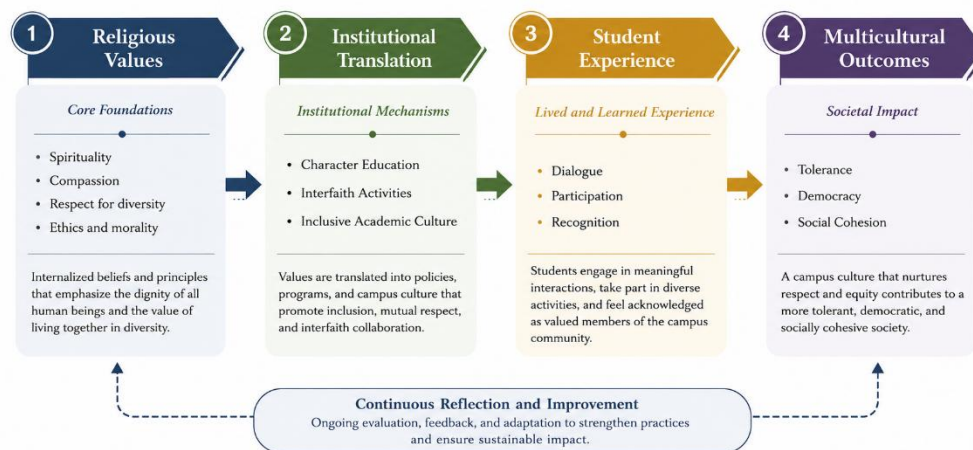 1
Religious
Values
Core Foundations
• Spirituality
• Compassion
• Respect for diversity
• Ethics and morality
Internalized beliefs and principles
that emphasize the dignity of all
human beings and the value of
living together in diversity.
2
Institutional
Translation
Institutional Mechanisms
• Character Education
• Interfaith Activities
• Inclusive Academic Culture
Values are translated into policies,
programs, and campus culture that
promote inclusion, mutual respect,
and interfaith collaboration.
3
Student
Experience
Lived and Learned Experience
• Dialogue
• Participation
• Recognition
Students engage in meaningful
interactions, take part in diverse
activities, and feel acknowledged
as valued members of the campus
community.
4
Multicultural
Outcomes
Societal Impact
• Tolerance
• Democracy
• Social Cohesion
A campus culture that nurtures
respect and equity contributes to a
more tolerant, democratic, and
socially cohesive society.
Continuous Reflection and Improvement
Ongoing evaluation, feedback, and adaptation to strengthen practices
and ensure sustainable impact.